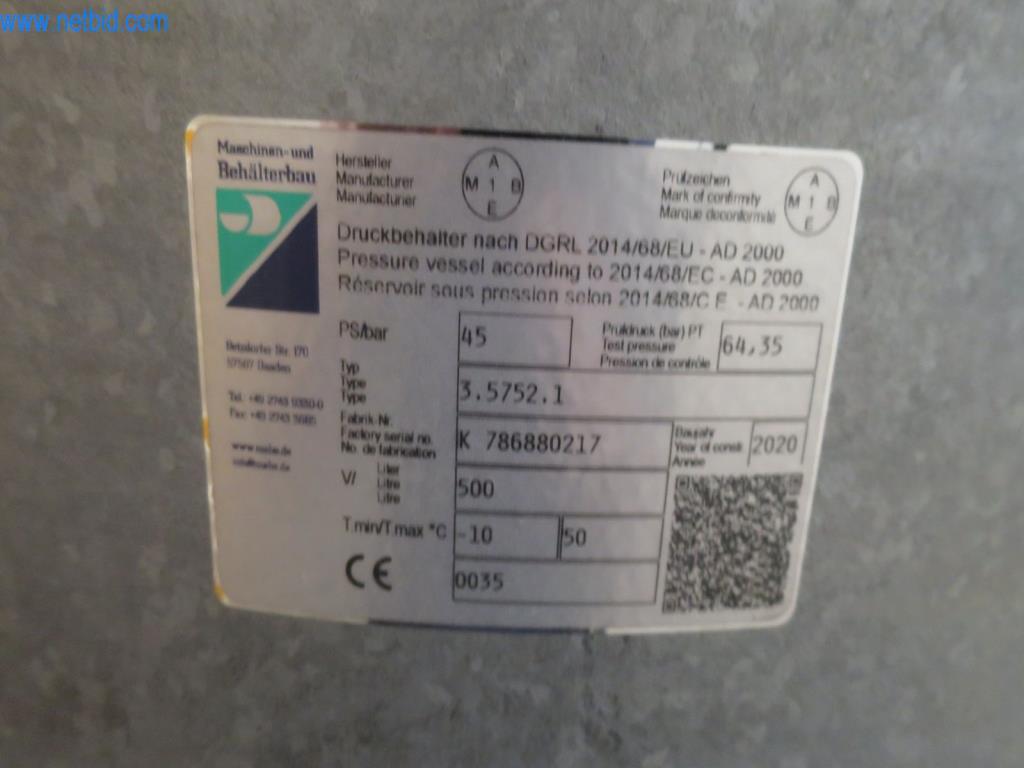 www.netbid.com
Maschinen-und
Behälterbau
Hersteller
Manufacturer
Manufacturier
A
M 1 B
E
Prüfzeichen
Mark of conformity
Marque deconformité
A
M 1 B
E
Druckbehälter nach DGRL 2014/68/EU - AD 2000
Pressure vessel according to 2014/68/EC - AD 2000
Réservoir sous pression selon 2014/68/C E - AD 2000
PS/bar
45
Prüfdruck (bar) PT
Test pressure
Pression de contrôle
64,35
Typ
Type
Type
3.5752.1
Fabrik-Nr.
Factory serial no.
No. de fabrication
K 786880217
Baujahr
Year of constr.
Année
2020
V/
Liter
Litre
Litre
500
T.min/T.max °C
-10
50
CE
0035
57567 Daaden